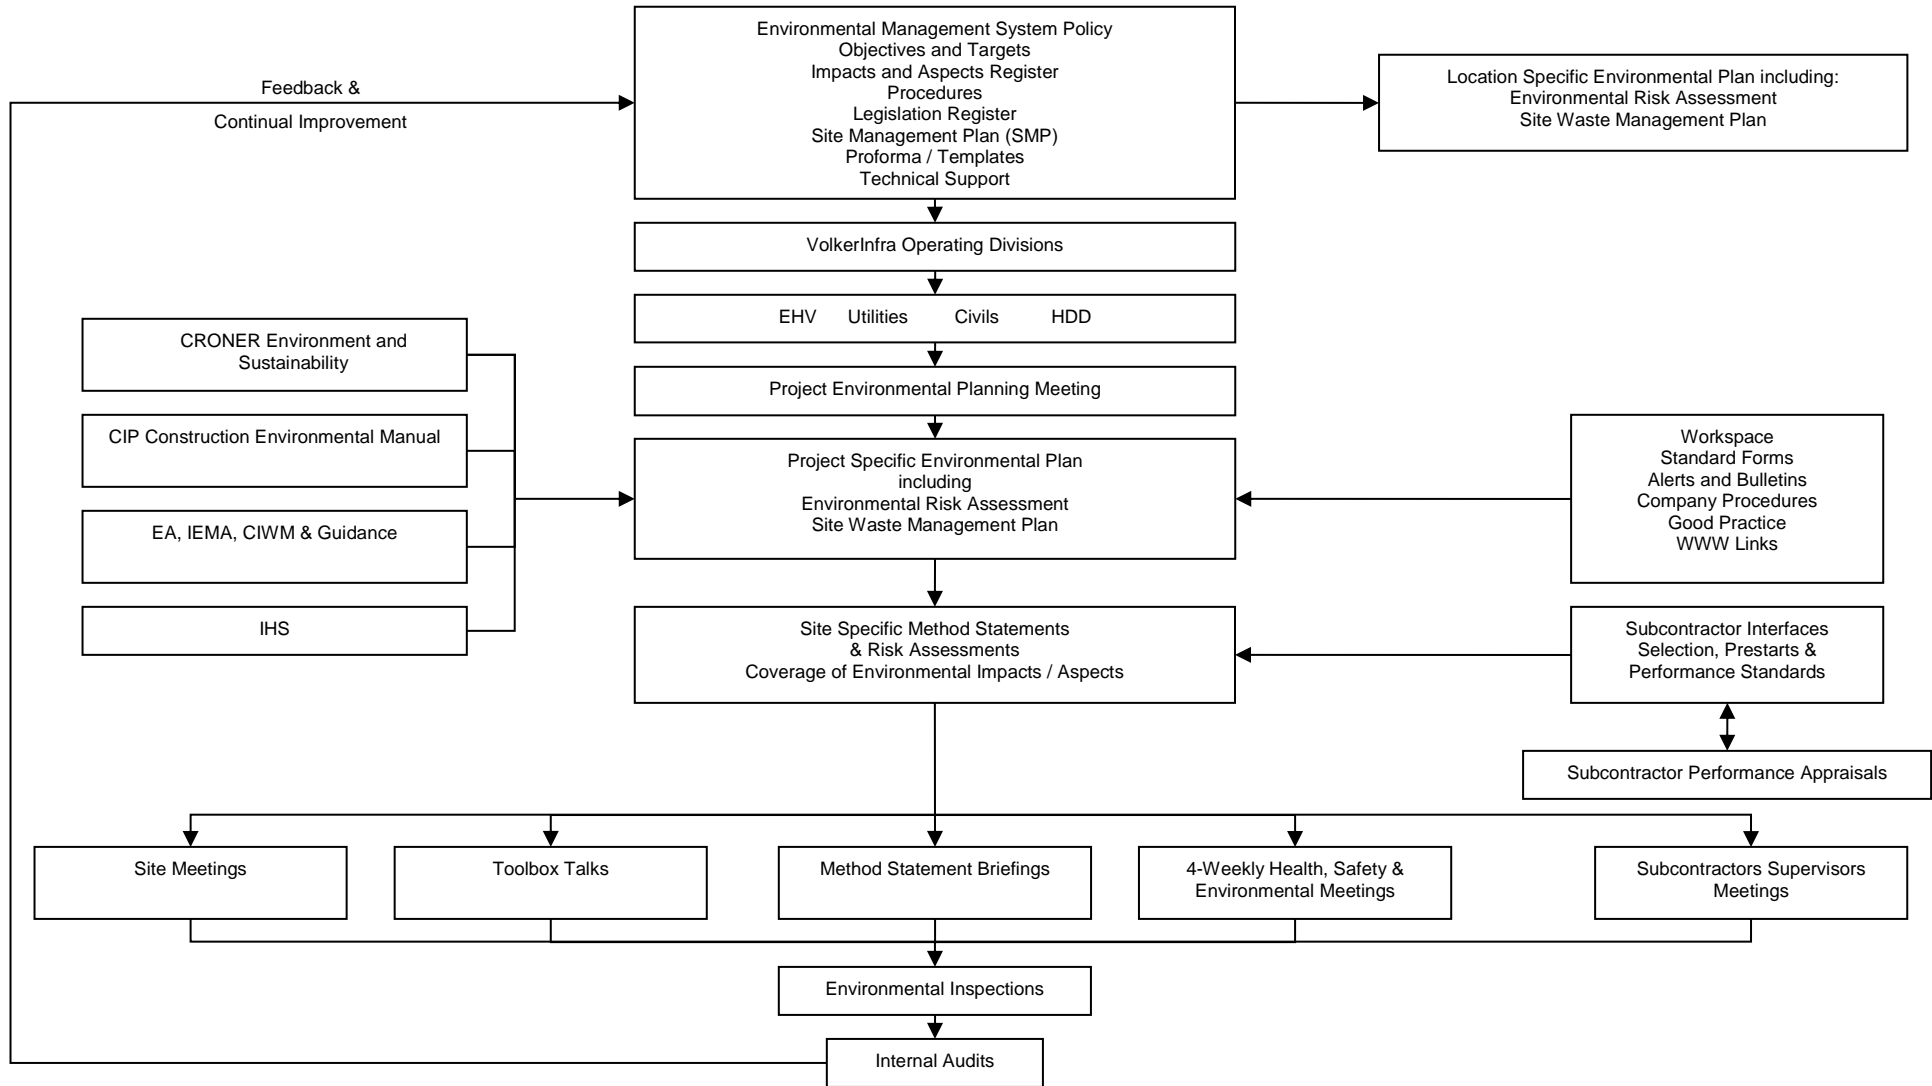 Environmental Management System Policy
Objectives and Targets
Impacts and Aspects Register
Procedures
Legislation Register
Site Management Plan (SMP)
Proforma / Templates
Technical Support
Feedback &
Continual Improvement
Location Specific Environmental Plan including:
Environmental Risk Assessment
Site Waste Management Plan
VolkerInfra Operating Divisions
EHV Utilities Civils HDD
Project Environmental Planning Meeting
CRONER Environment and
Sustainability
CIP Construction Environmental Manual
EA, IEMA, CIWM & Guidance
IHS
Project Specific Environmental Plan
including
Environmental Risk Assessment
Site Waste Management Plan
Workspace
Standard Forms
Alerts and Bulletins
Company Procedures
Good Practice
WWW Links
Site Specific Method Statements
& Risk Assessments
Coverage of Environmental Impacts / Aspects
Subcontractor Interfaces
Selection, Prestarts &
Performance Standards
Subcontractor Performance Appraisals
Site Meetings
Toolbox Talks
Method Statement Briefings
4-Weekly Health, Safety &
Environmental Meetings
Subcontractors Supervisors
Meetings
Environmental Inspections
Internal Audits